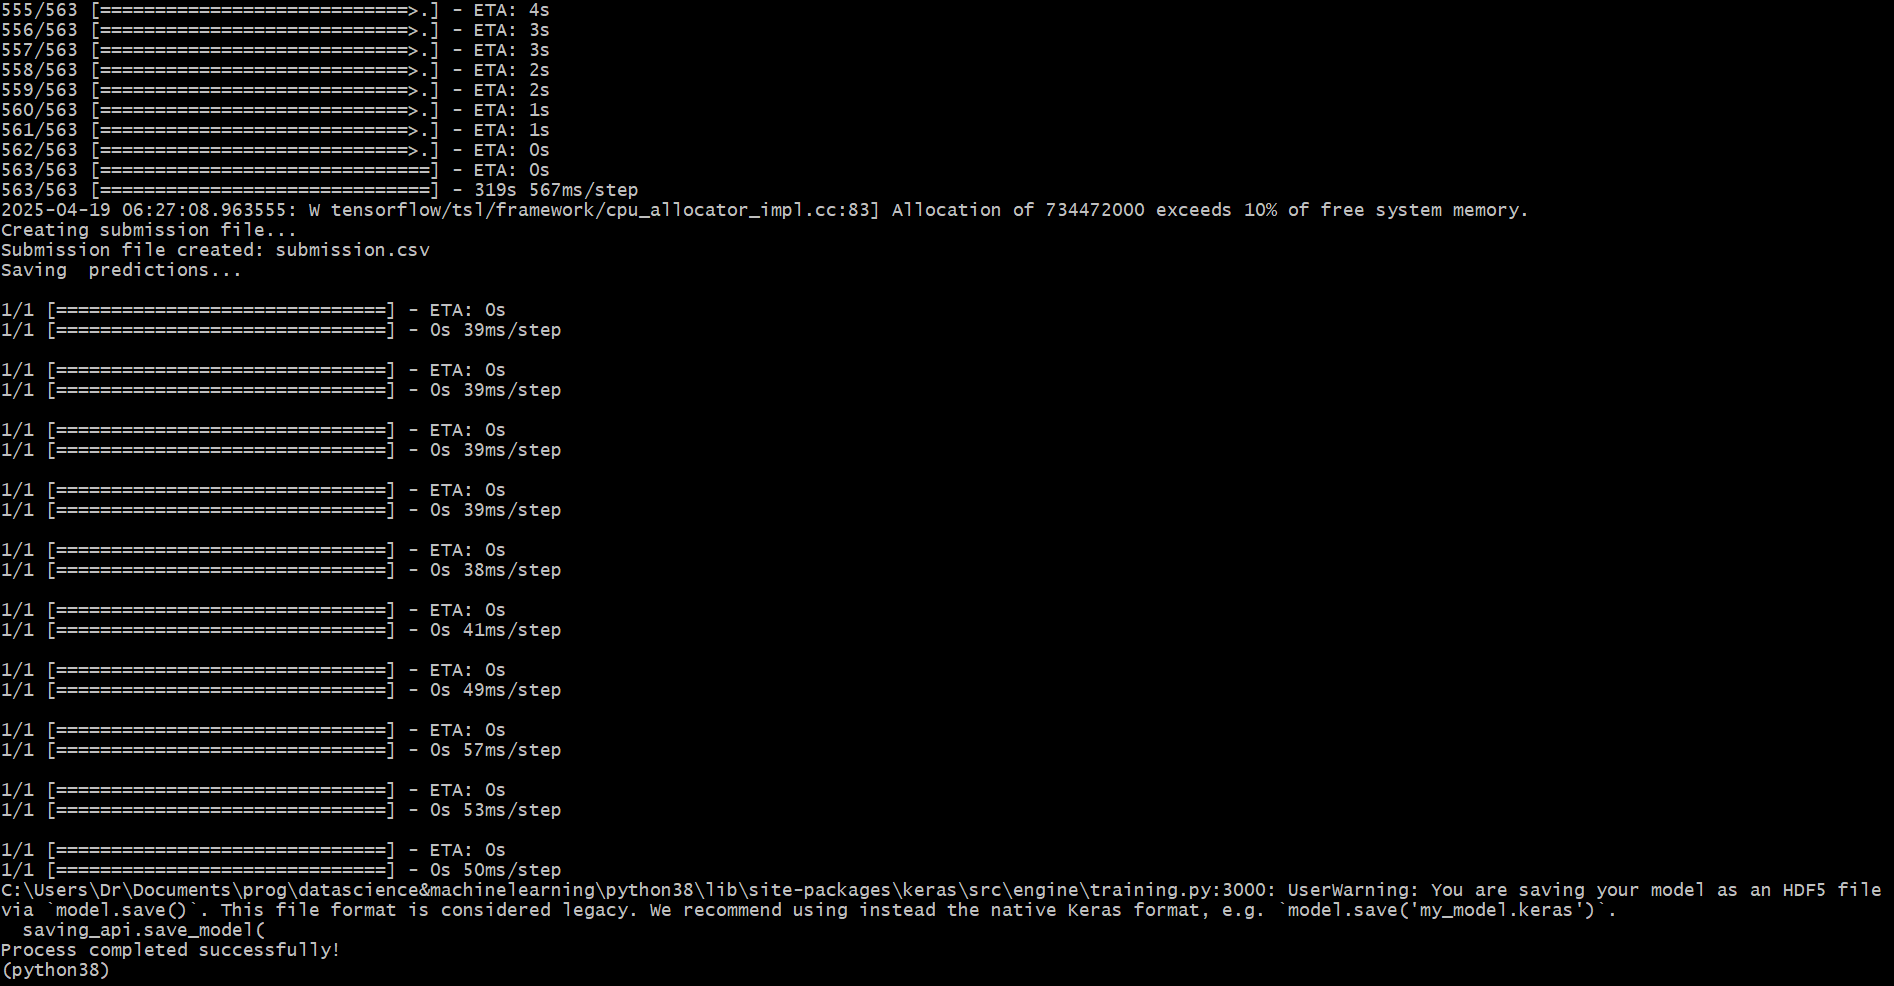 555/563 [============================>.] - ETA: 4s
556/563 [============================>.] - ETA: 3s
557/563 [============================>.] - ETA: 3s
558/563 [============================>.] - ETA: 2s
559/563 [============================>.] - ETA: 2s
560/563 [============================>.] - ETA: 1s
561/563 [============================>.] - ETA: 1s
562/563 [============================>.] - ETA: 0s
563/563 [==============================] - ETA: 0s
563/563 [==============================] - 319s 567ms/step
2025-04-19 06:27:08.963555: W tensorflow/tsl/framework/cpu_allocator_impl.cc:83] Allocation of 734472000 exceeds 10% of free system memory.
Creating submission file...
Submission file created: submission.csv
Saving  predictions...
1/1 [==============================] - ETA: 0s
1/1 [==============================] - 0s 39ms/step
1/1 [==============================] - ETA: 0s
1/1 [==============================] - 0s 39ms/step
1/1 [==============================] - ETA: 0s
1/1 [==============================] - 0s 39ms/step
1/1 [==============================] - ETA: 0s
1/1 [==============================] - 0s 39ms/step
1/1 [==============================] - ETA: 0s
1/1 [==============================] - 0s 38ms/step
1/1 [==============================] - ETA: 0s
1/1 [==============================] - 0s 41ms/step
1/1 [==============================] - ETA: 0s
1/1 [==============================] - 0s 49ms/step
1/1 [==============================] - ETA: 0s
1/1 [==============================] - 0s 57ms/step
1/1 [==============================] - ETA: 0s
1/1 [==============================] - 0s 53ms/step
1/1 [==============================] - ETA: 0s
1/1 [==============================] - 0s 50ms/step
C:\Users\Dr\Documents\prog\datascience&machinelearning\python38\lib\site-packages\keras\src\engine\training.py:3000: UserWarning: You are saving your model as an HDF5 file
via `model.save()`. This file format is considered legacy. We recommend using instead the native Keras format, e.g. `model.save('my_model.keras')`.
  saving_api.save_model(
Process completed successfully!
(python38)